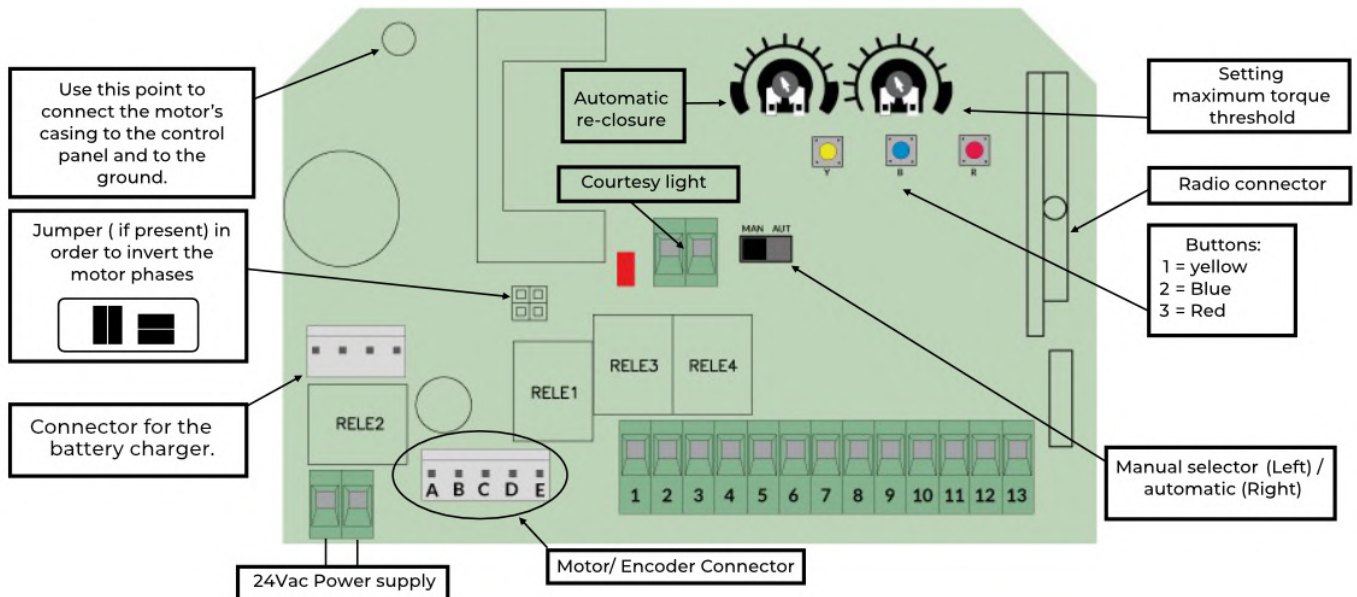 Use this point to
connect the motor's
casing to the control
panel and to the
ground.
Jumper ( if present) in
order to invert the
motor phases
Connector for the
battery charger.
24Vac Power supply
Automatic
re-closure
Courtesy light
Setting
maximum torque
threshold
Radio connector
Buttons:
1 = yellow
2 = Blue
3 = Red
Manual selector (Left) /
automatic (Right)
Motor/ Encoder Connector
Y B R
MAN AUT
RELE1
RELE2
RELE3
RELE4
A B C D E
1 2 3 4 5 6 7 8 9 10 11 12 13